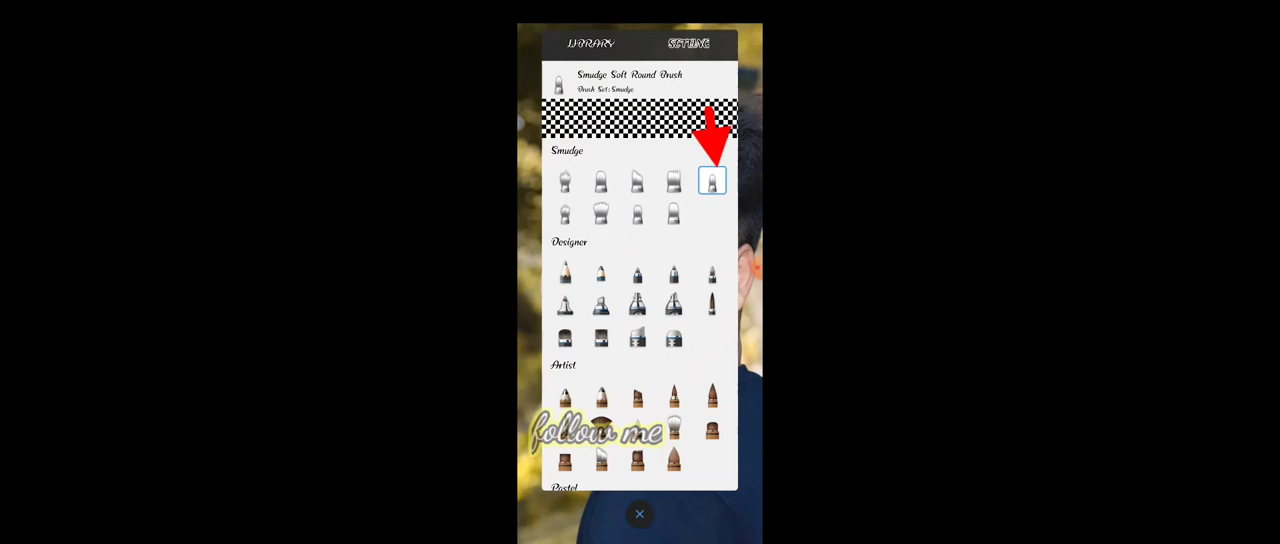 LIBRARY
SETTING
Smudge Soft Round Brush
Brush Set: Smudge
Smudge
Designer
Artist
follow me
Pastel